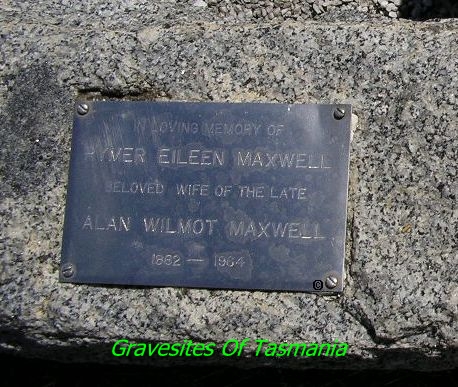 IN LOVING MEMORY OF
RYMER EILEEN MAXWELL
BELOVED WIFE OF THE LATE
ALAN WILMOT MAXWELL
1882 — 1964
©
Gravesites Of Tasmania